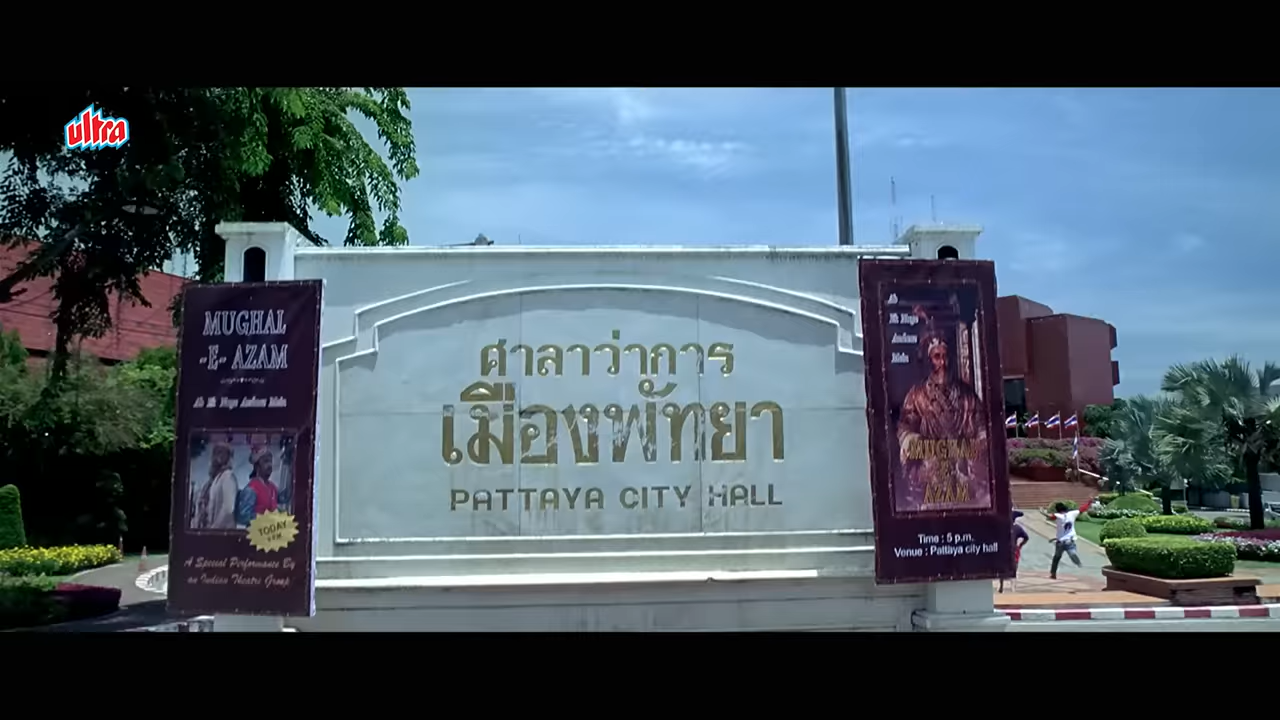 ultra
MUGHAL
-E- AZAM
TODAY
A Special Performance By
an Indian Theatre Group
ศาลาว่าการ
เมืองพัทยา
PATTAYA CITY HALL
MUGHAL
E
AZAM
Time : 5 p.m.
Venue : Pattaya city hall